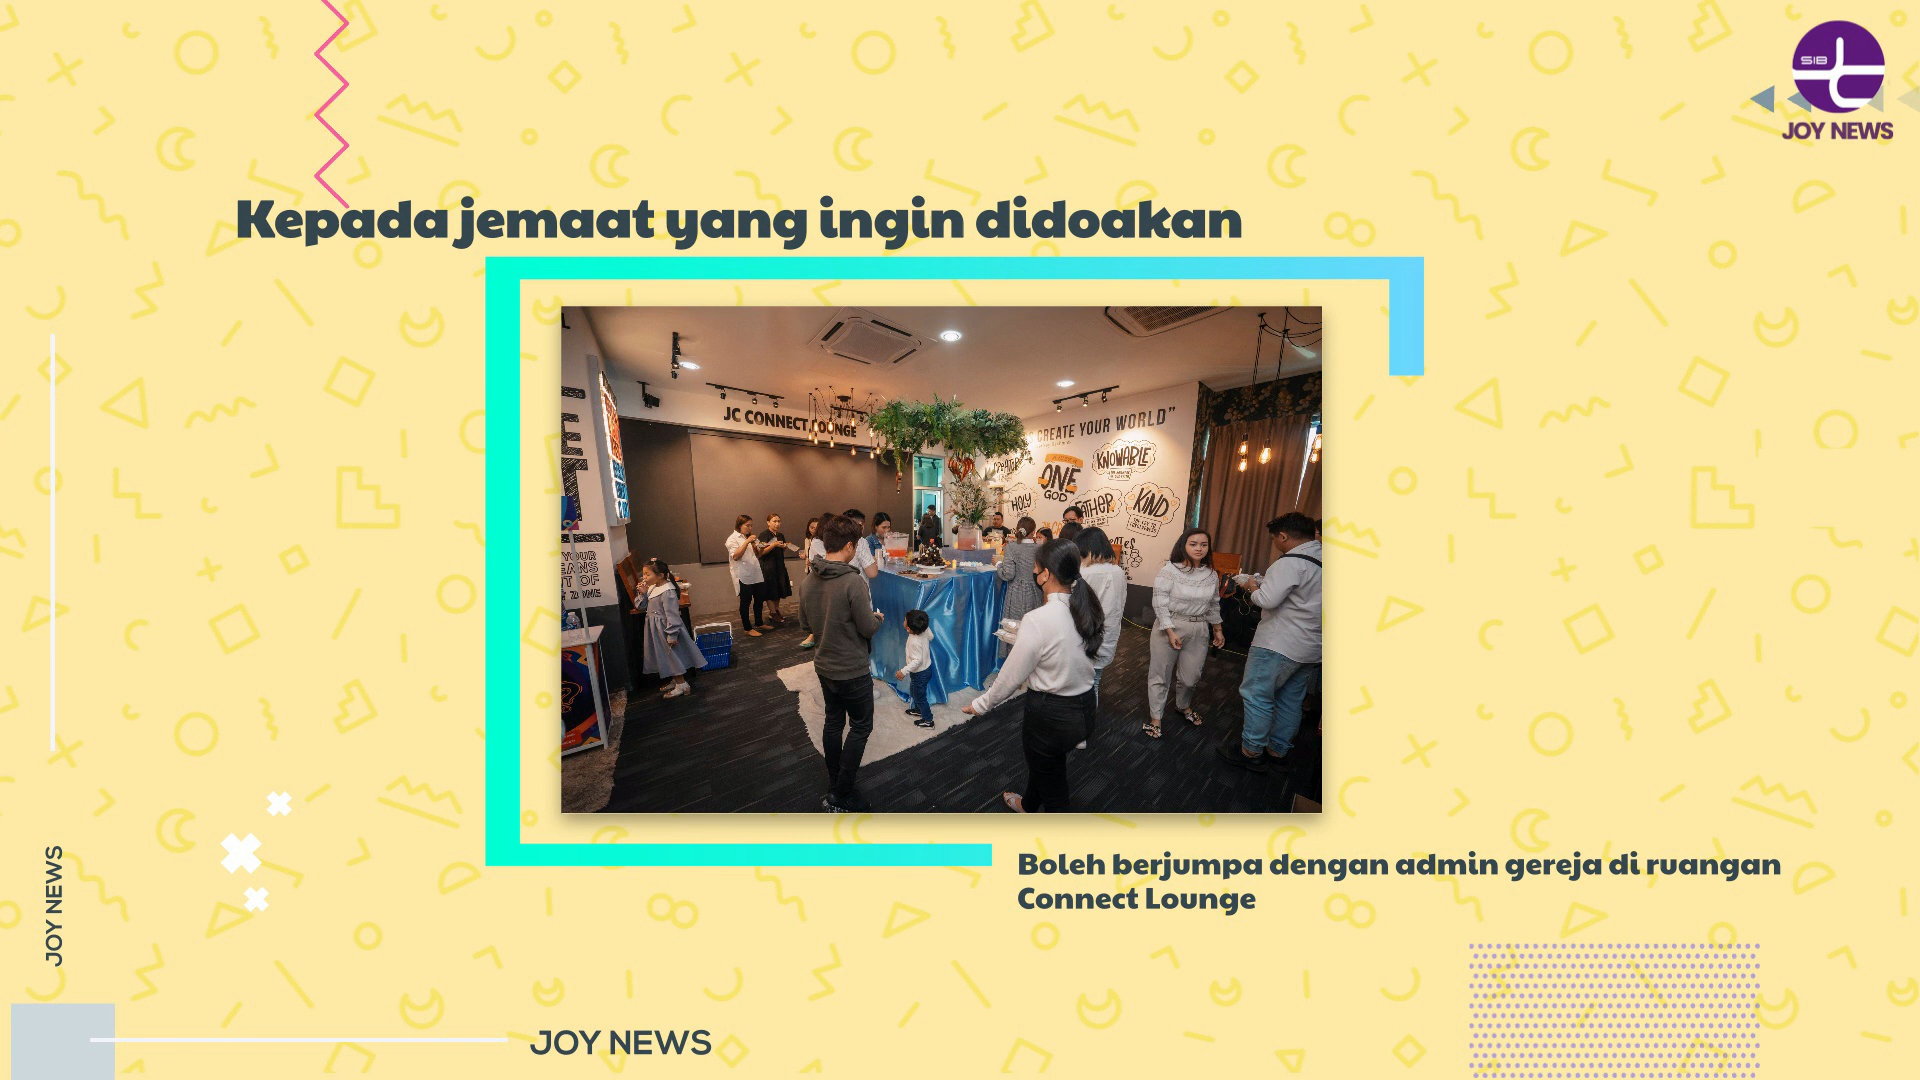 SIB
JOY NEWS
Kepada jemaat yang ingin didoakan
JC CONNECT LOUNGE
CREATE YOUR WORLD”
KNOWABLE
ONE
GOD
HOLY
FATHER
KIND
YOUR
Boleh berjumpa dengan admin gereja di ruangan
Connect Lounge
JOY NEWS
JOY NEWS